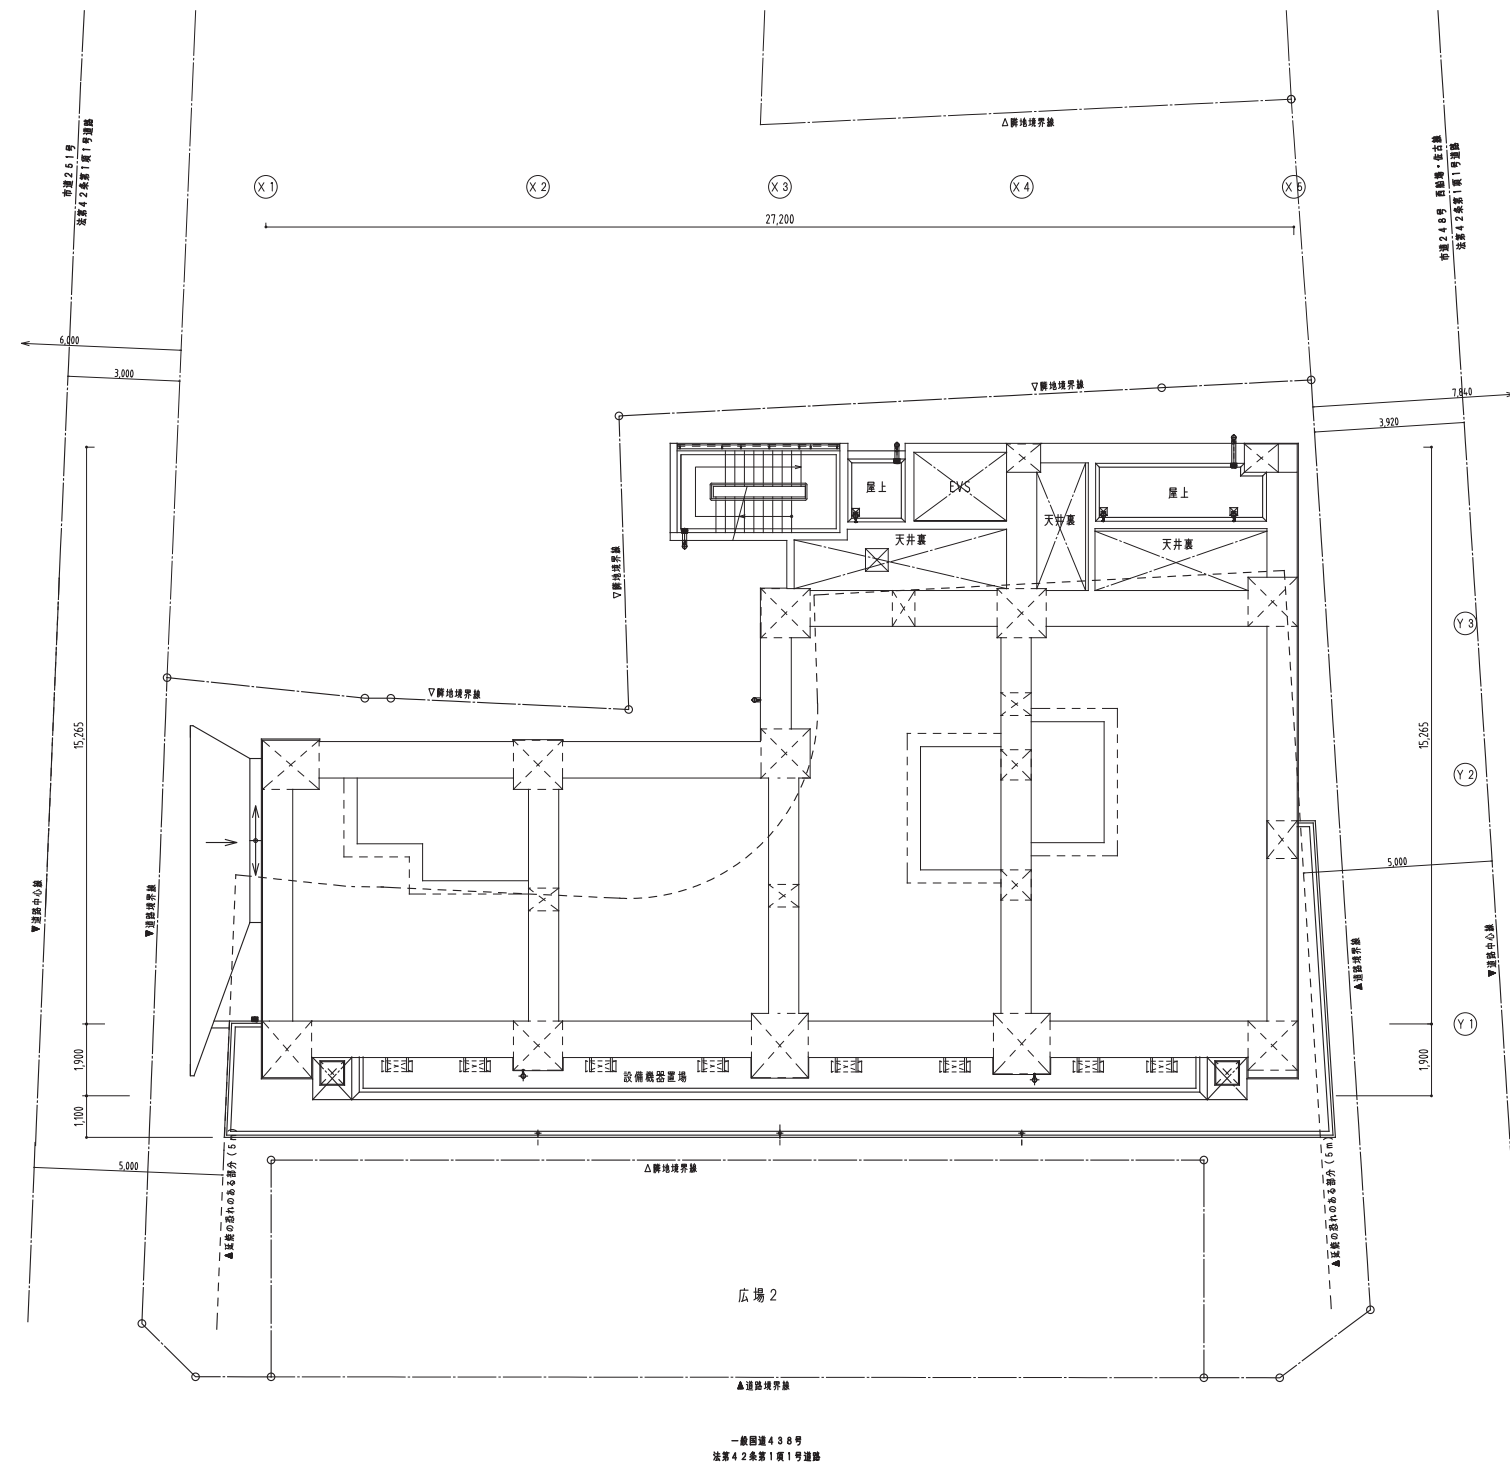 △隣地境界線
市道251号
法第42条第1項1号道路
市道248号 西船場・佐古線
法第42条第1項1号道路
X1
X2
X3
X4
X5
27,200
6,000
3,000
▽隣地境界線
7,840
3,920
屋上
EVS
屋上
天井裏
天井裏
天井裏
▽隣地境界線
Y3
▽隣地境界線
15,265
15,265
Y2
5,000
▼道路中心線
▼道路境界線
▲道路境界線
▼道路中心線
Y1
1,900
1,900
設備機器置場
1,100
5,000
△隣地境界線
▲延焼の恐れのある部分(5m)
▲延焼の恐れのある部分(5m)
広場2
▲道路境界線
一般国道438号
法第42条第1項1号道路